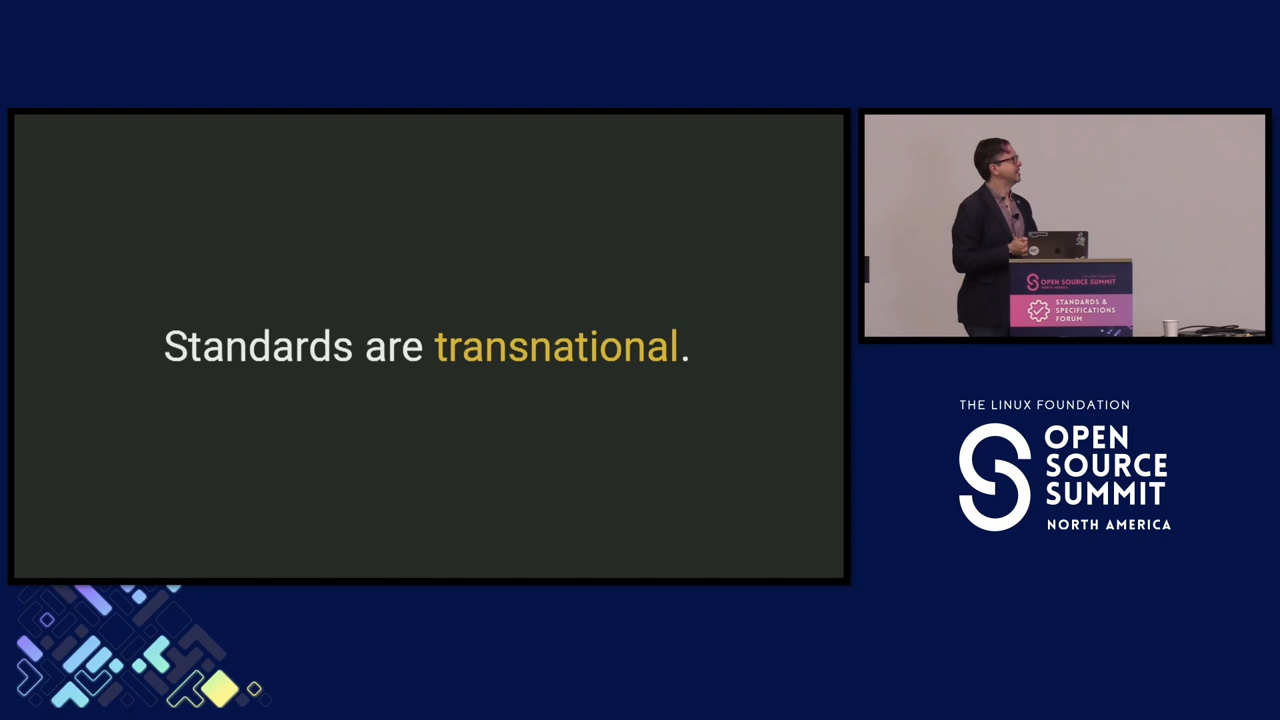 Standards are transnational.
OPEN SOURCE SUMMIT
STANDARDS &
SPECIFICATIONS
FORUM
THE LINUX FOUNDATION
OPEN
SOURCE
SUMMIT
NORTH AMERICA